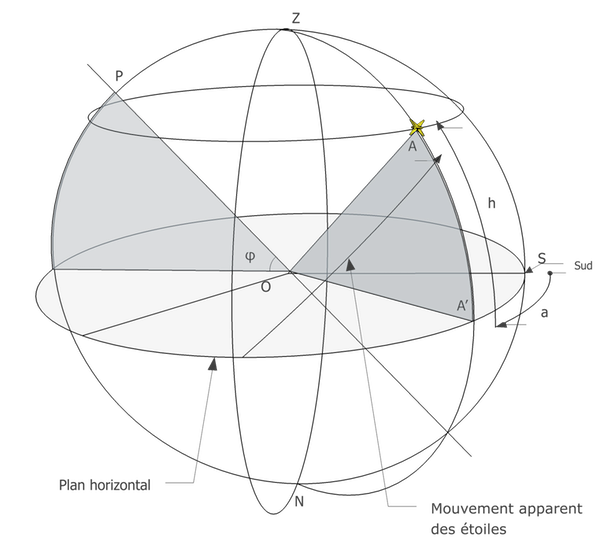 Z
P
A
h
φ
S
Sud
O
A’
a
Plan horizontal
N
Mouvement apparent
des étoiles